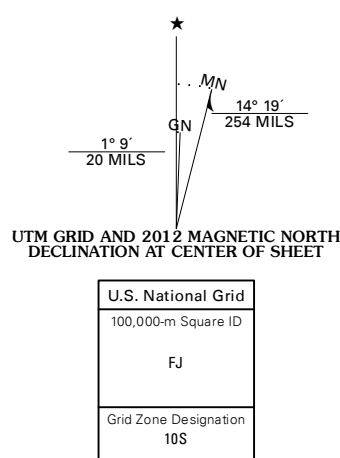 ★
MN
GN
14° 19´
254 MILS
1° 9´
20 MILS
UTM GRID AND 2012 MAGNETIC NORTH
DECLINATION AT CENTER OF SHEET
U.S. National Grid
100,000-m Square ID
FJ
Grid Zone Designation
10S